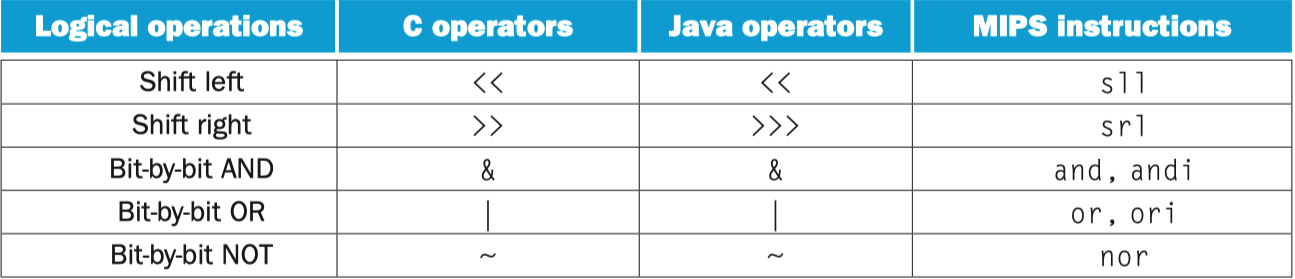 Logical operations C operators Java operators MIPS instructions
Shift left << << sll
Shift right >> >>> srl
Bit-by-bit AND & & and, andi
Bit-by-bit OR | | or, ori
Bit-by-bit NOT ~ ~ nor